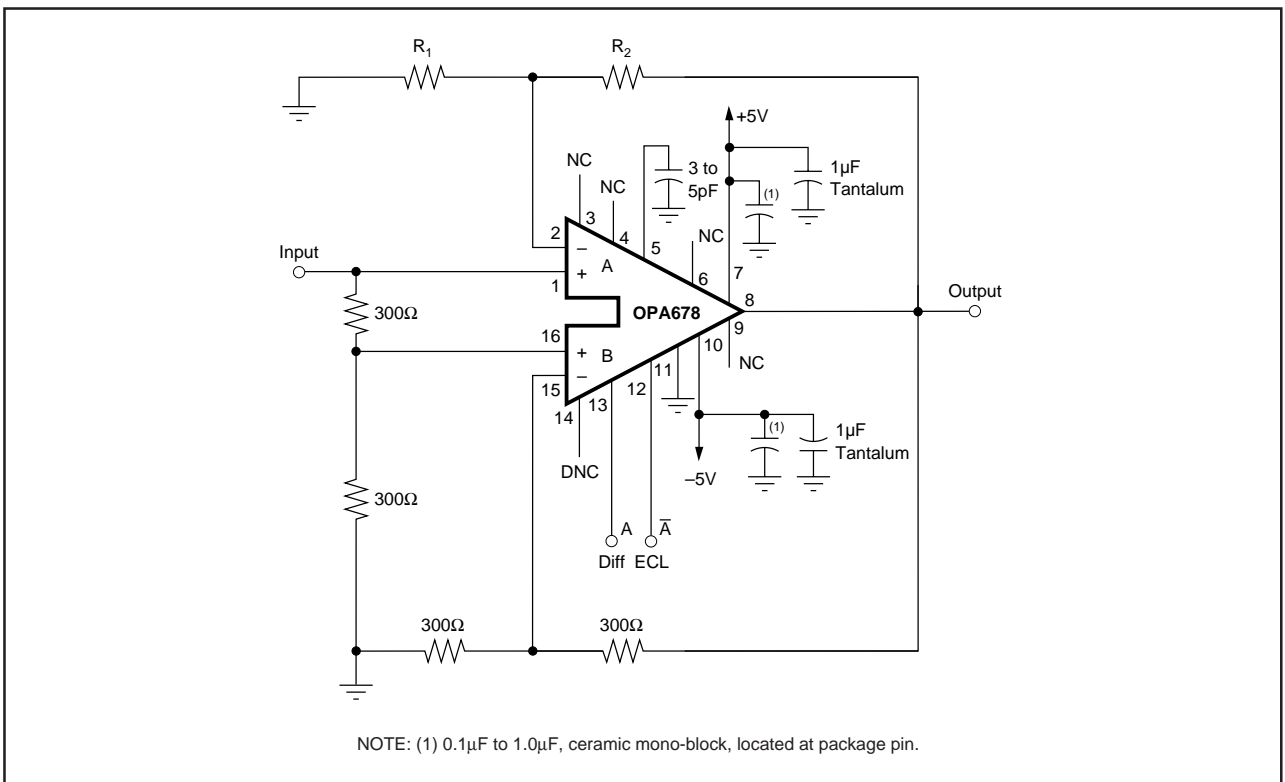 R1
R2
+5V
NC
3 to
5pF
1µF
Tantalum
NC
3
(1)
2
4
5
NC
Input
–
A
+
6
7
1
8
Output
300Ω
OPA678
16
9
+
B
10
NC
–
11
15
12
13
14
(1)
1µF
Tantalum
DNC
–5V
300Ω
A
A̅
Diff
ECL
300Ω
300Ω
NOTE: (1) 0.1µF to 1.0µF, ceramic mono-block, located at package pin.